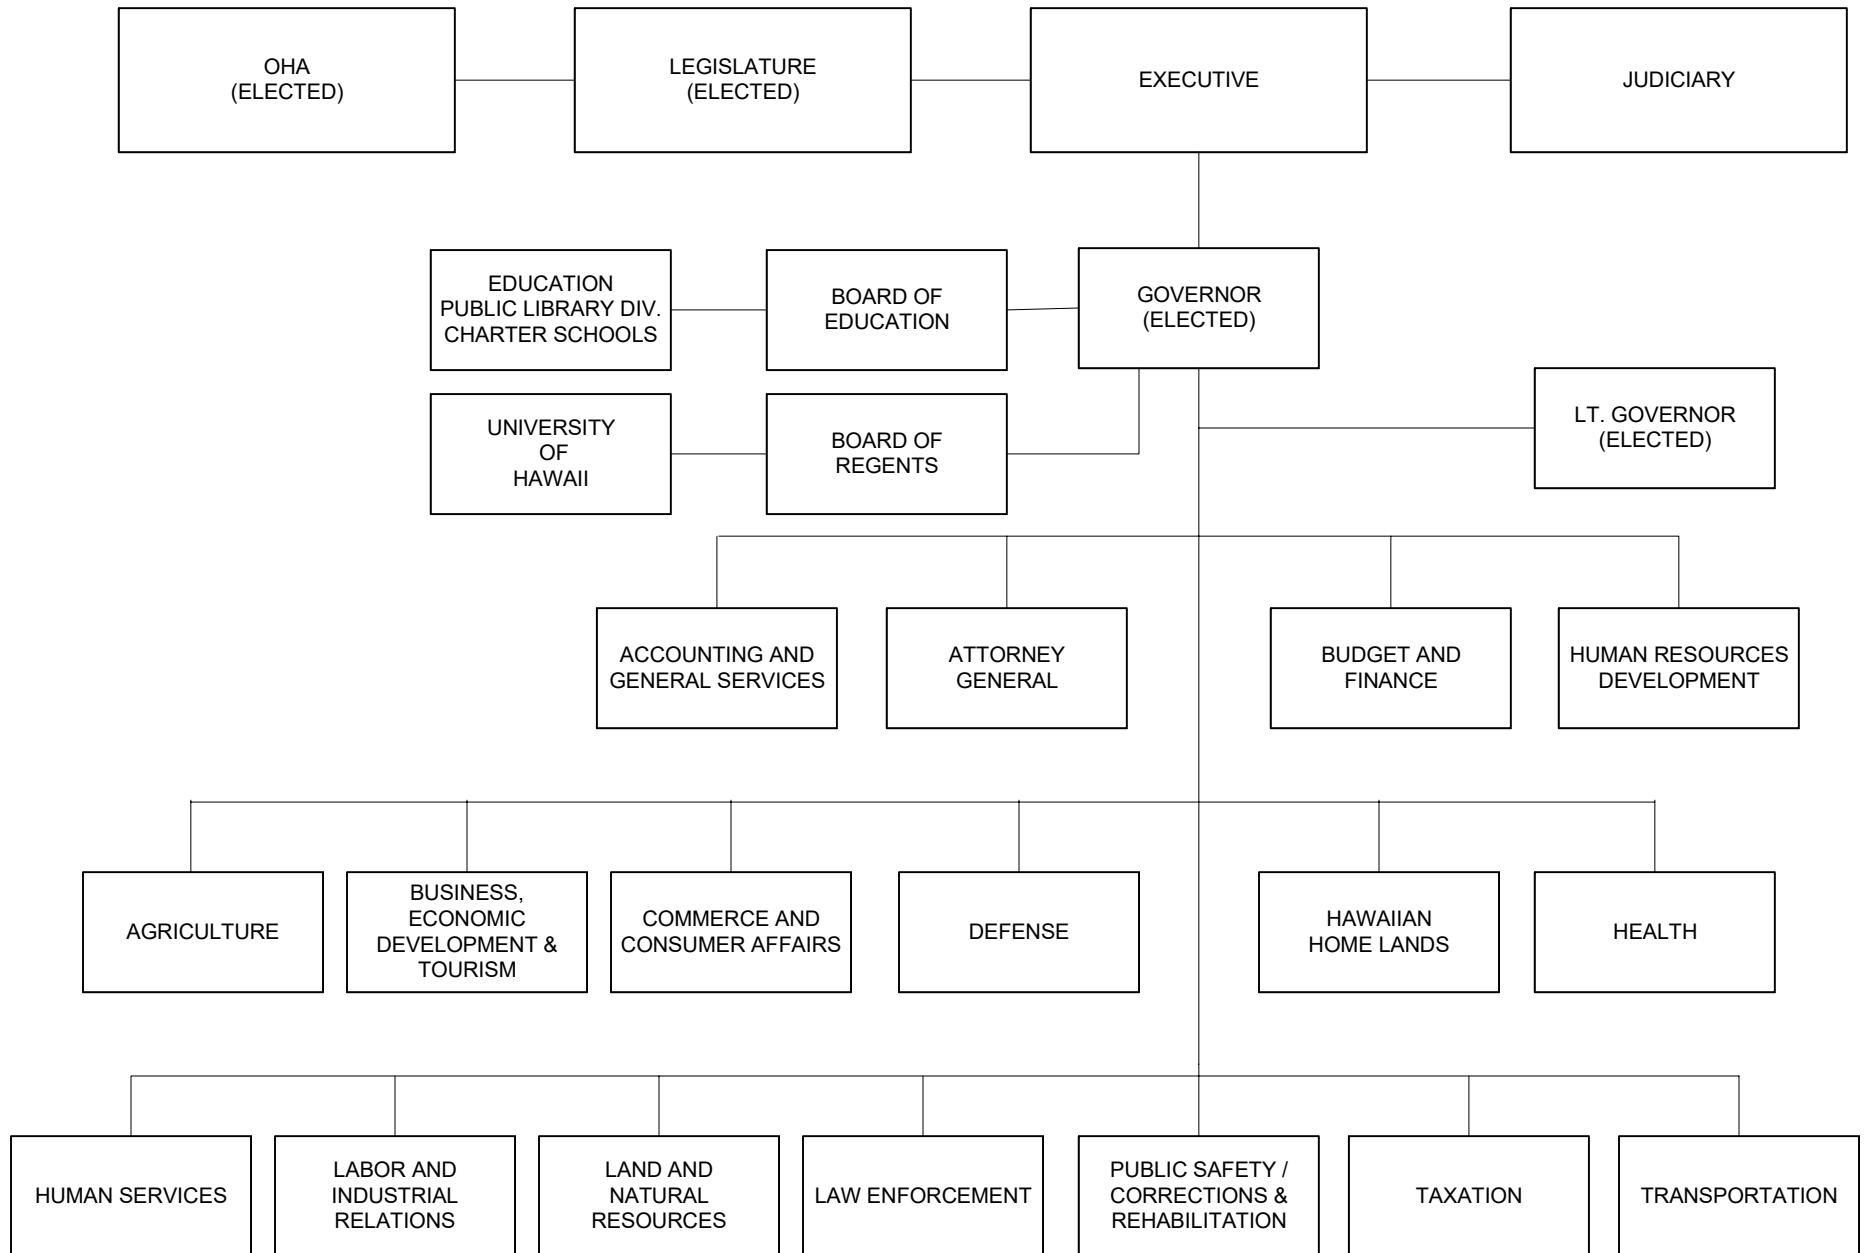 OHA
(ELECTED)
LEGISLATURE
(ELECTED)
EXECUTIVE
JUDICIARY
EDUCATION
PUBLIC LIBRARY DIV.
CHARTER SCHOOLS
BOARD OF
EDUCATION
GOVERNOR
(ELECTED)
UNIVERSITY
OF
HAWAII
BOARD OF
REGENTS
LT. GOVERNOR
(ELECTED)
ACCOUNTING AND
GENERAL SERVICES
ATTORNEY
GENERAL
BUDGET AND
FINANCE
HUMAN RESOURCES
DEVELOPMENT
AGRICULTURE
BUSINESS,
ECONOMIC
DEVELOPMENT &
TOURISM
COMMERCE AND
CONSUMER AFFAIRS
DEFENSE
HAWAIIAN
HOME LANDS
HEALTH
HUMAN SERVICES
LABOR AND
INDUSTRIAL
RELATIONS
LAND AND
NATURAL
RESOURCES
LAW ENFORCEMENT
PUBLIC SAFETY /
CORRECTIONS &
REHABILITATION
TAXATION
TRANSPORTATION